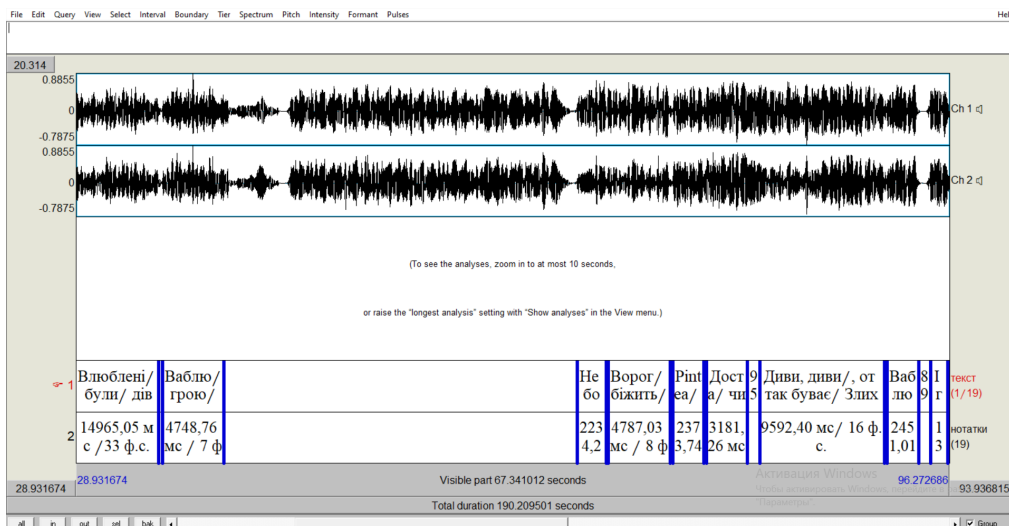 File Edit Query View Select Interval Boundary Tier Spectrum Pitch Intensity Formant Pulses Hel
20.314
0.8855
0
-0.7875
Ch 1
0.8855
0
-0.7875
Ch 2
(To see the analyses, zoom in to at most 10 seconds,
or raise the "longest analysis" setting with "Show analyses" in the View menu.)
1 Влюблені/ Ваблю/ Не Ворог/ Pint Дост 9 Диви, диви/, от Ваб 8 І текст
були/ дів грою/ бо біжить/ еа/ а/ чи 5 так буває/ Злих лю 9 г (1/19)
2 14965,05 м 4748,76 223 4787,03 237 3181, 9592,40 мс/ 16 ф. 245 1 нотатки
с /33 ф.с. мс / 7 ф 4,2 мс / 8 ф 3,74 26 мс с. 1,01 3 (19)
28.931674 Visible part 67.341012 seconds 96.272686
28.931674 93.936815
Активация Windows
Чтобы активировать Windows, перейдите в
"Параметры".
Total duration 190.209501 seconds
all in out sel bak Group